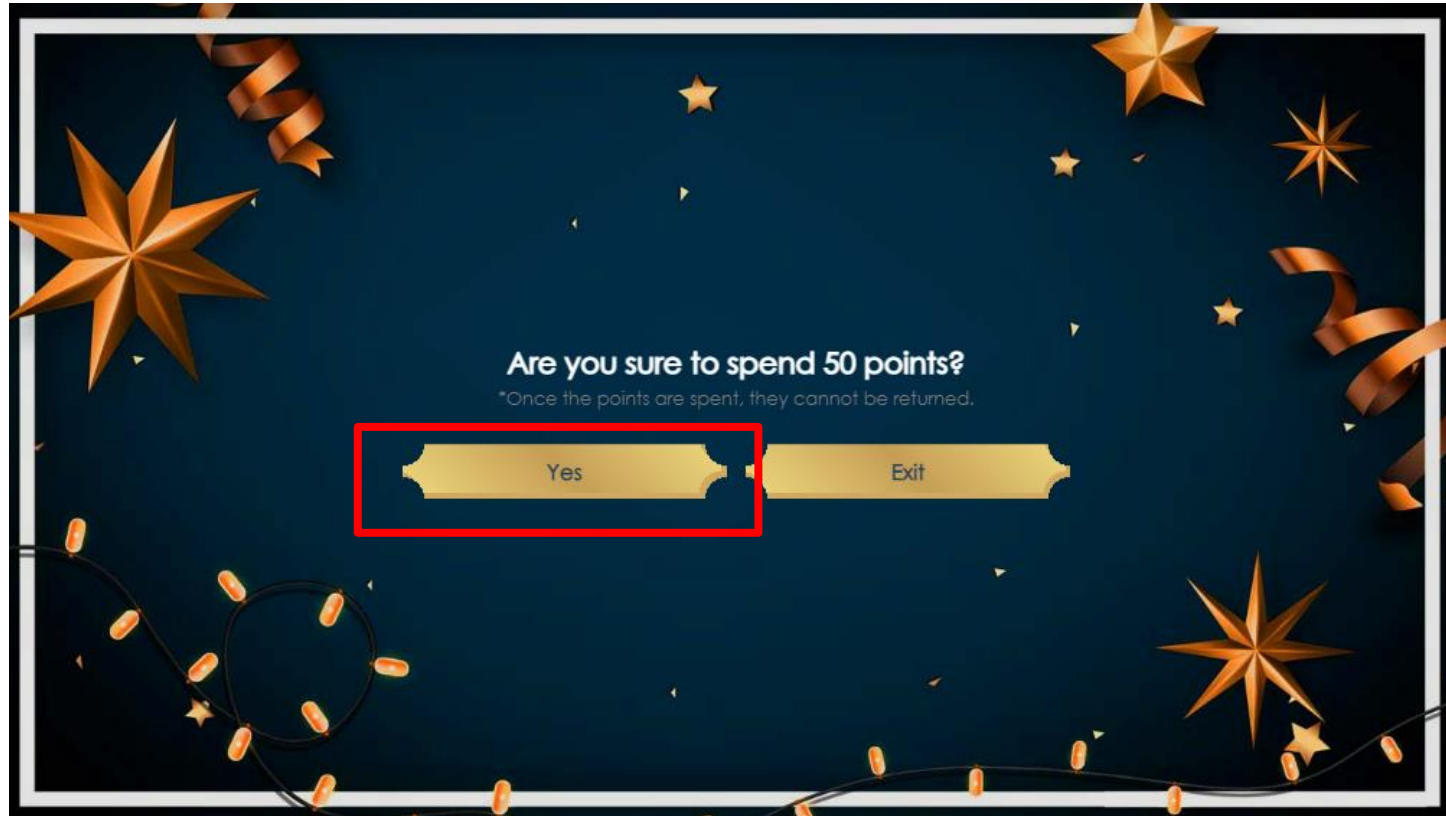 Are you sure to spend 50 points?
*Once the points are spent, they cannot be returned.
Yes
Exit